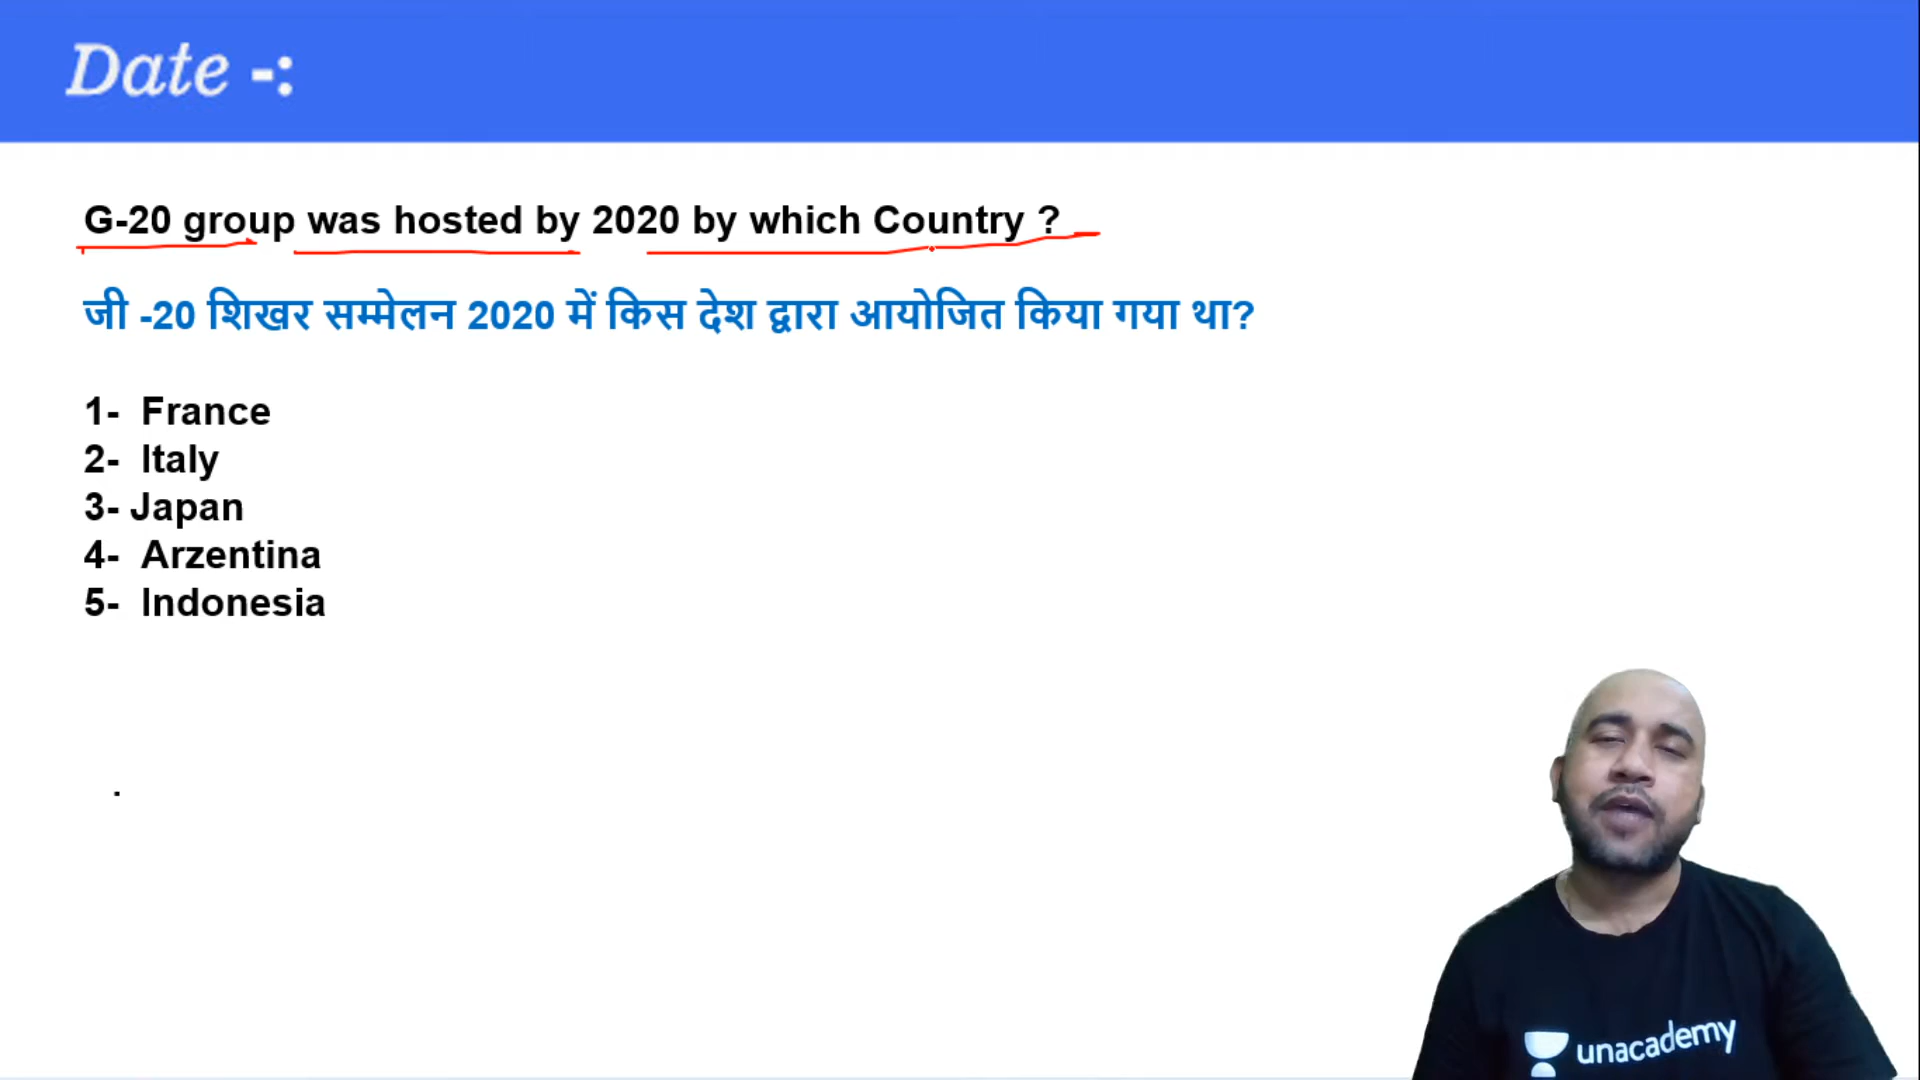 Date -:
G-20 group was hosted by 2020 by which Country ?
जी -20 शिखर सम्मेलन 2020 में किस देश द्वारा आयोजित किया गया था?
1- France
2- Italy
3- Japan
4- Arzentina
5- Indonesia
.
unacademy